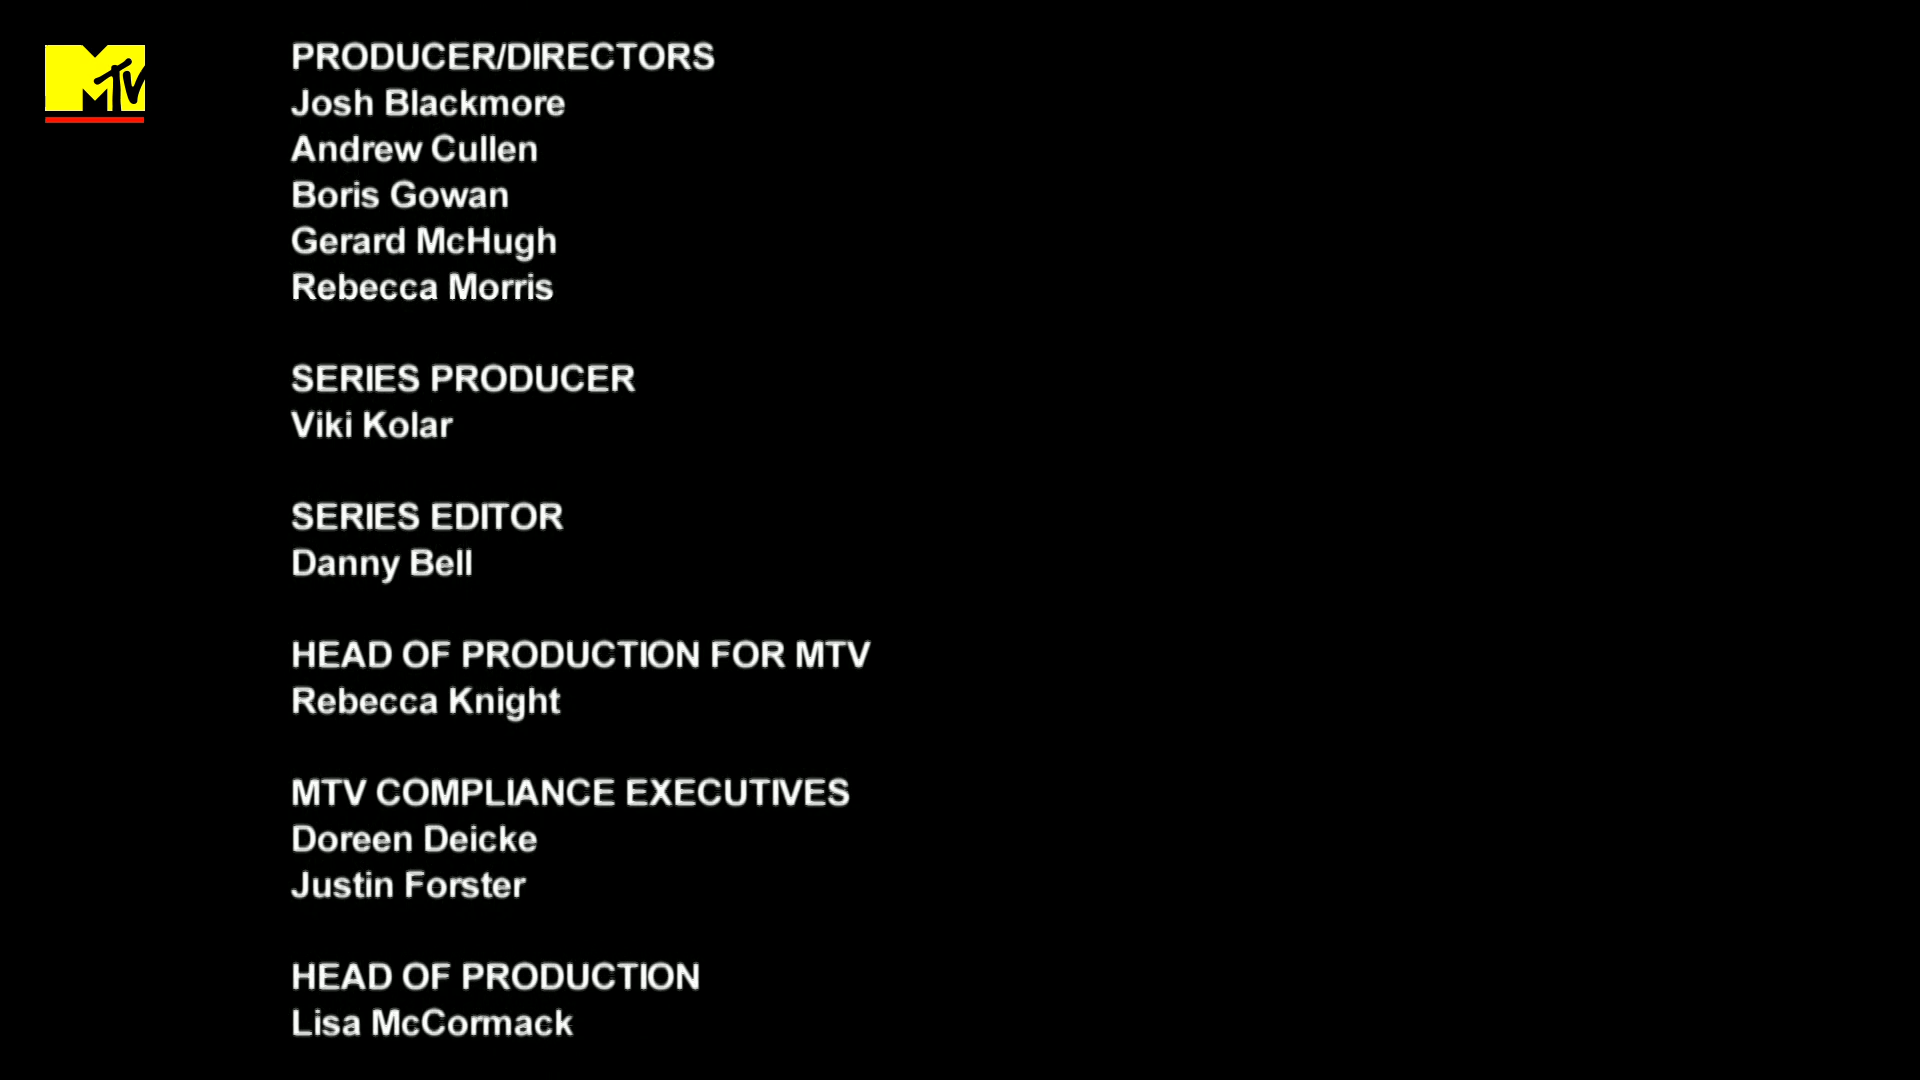 MTV
PRODUCER/DIRECTORS
Josh Blackmore
Andrew Cullen
Boris Gowan
Gerard McHugh
Rebecca Morris
SERIES PRODUCER
Viki Kolar
SERIES EDITOR
Danny Bell
HEAD OF PRODUCTION FOR MTV
Rebecca Knight
MTV COMPLIANCE EXECUTIVES
Doreen Deicke
Justin Forster
HEAD OF PRODUCTION
Lisa McCormack